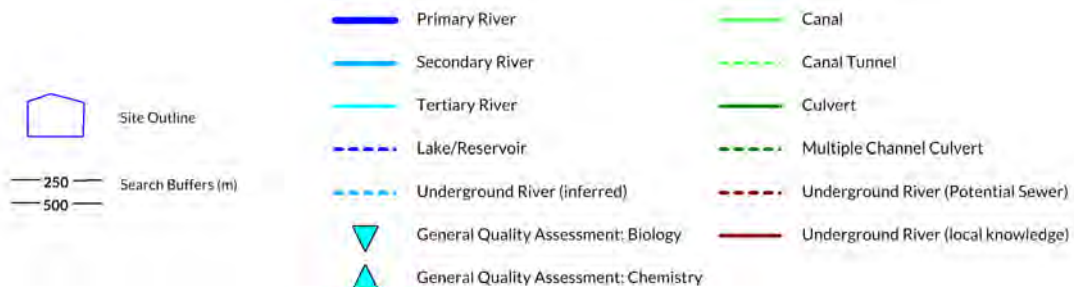 Primary River
Canal
Secondary River
Canal Tunnel
Tertiary River
Culvert
Site Outline
Lake/Reservoir
Multiple Channel Culvert
250
Search Buffers (m)
500
Underground River (inferred)
Underground River (Potential Sewer)
General Quality Assessment: Biology
Underground River (local knowledge)
General Quality Assessment: Chemistry